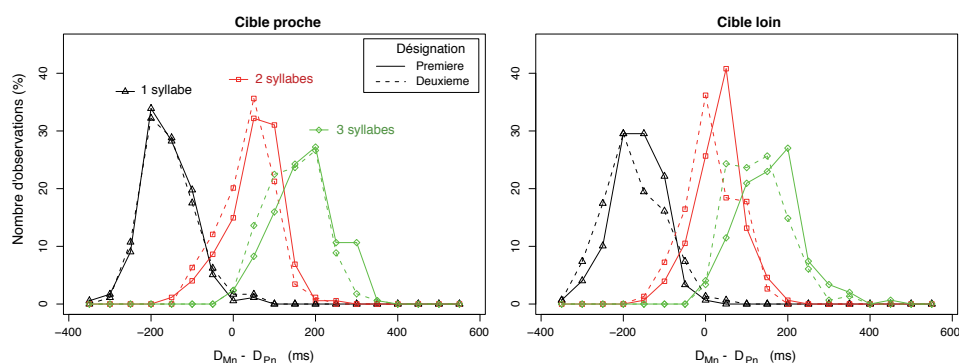 Cible proche
Cible loin
Nombre d'observations (%)
0
10
20
30
40
1 syllabe
2 syllabes
3 syllabes
Désignation
Premiere
Deuxieme
−400
−200
0
200
400
600
D_Mn - D_Pn (ms)
0
10
20
30
40
−400
−200
0
200
400
600
D_Mn - D_Pn (ms)